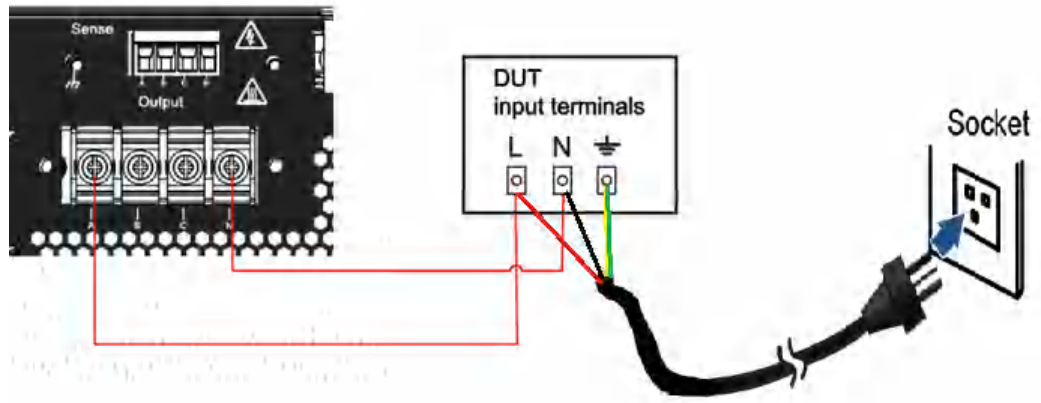 Sense
Output
A
B
C
N
DUT
input terminals
L N
Socket